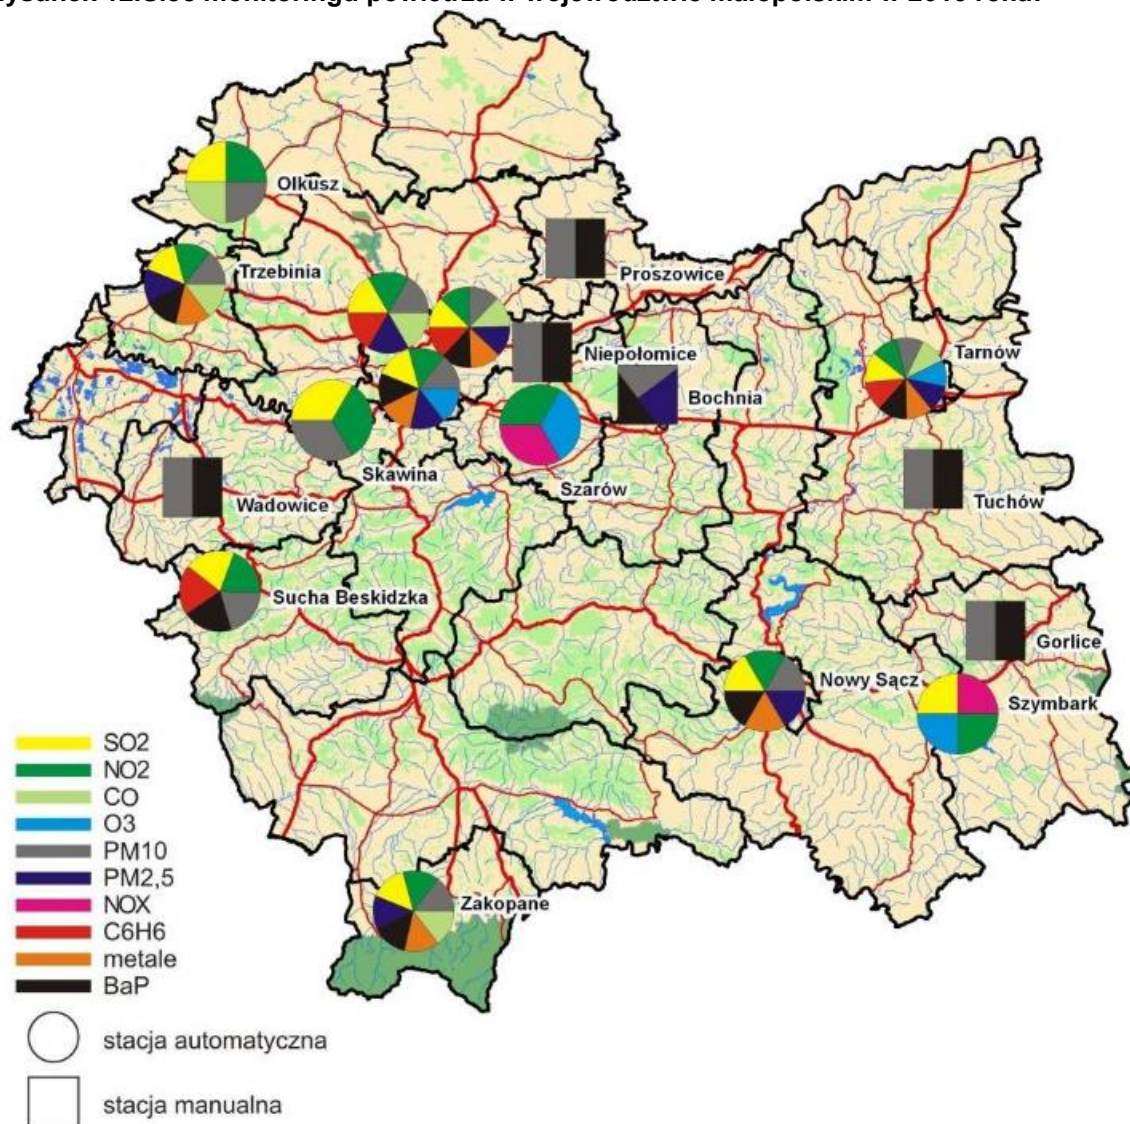 Olkusz
Trzebinia
Proszowice
Niepołomice
Tarnów
Bochnia
Skawina
Szarów
Wadowice
Tuchów
Sucha Beskidzka
Gorlice
Nowy Sącz
Szymbark
Zakopane
SO2
NO2
CO
O3
PM10
PM2,5
NOX
C6H6
metale
BaP
stacja automatyczna
stacja manualna